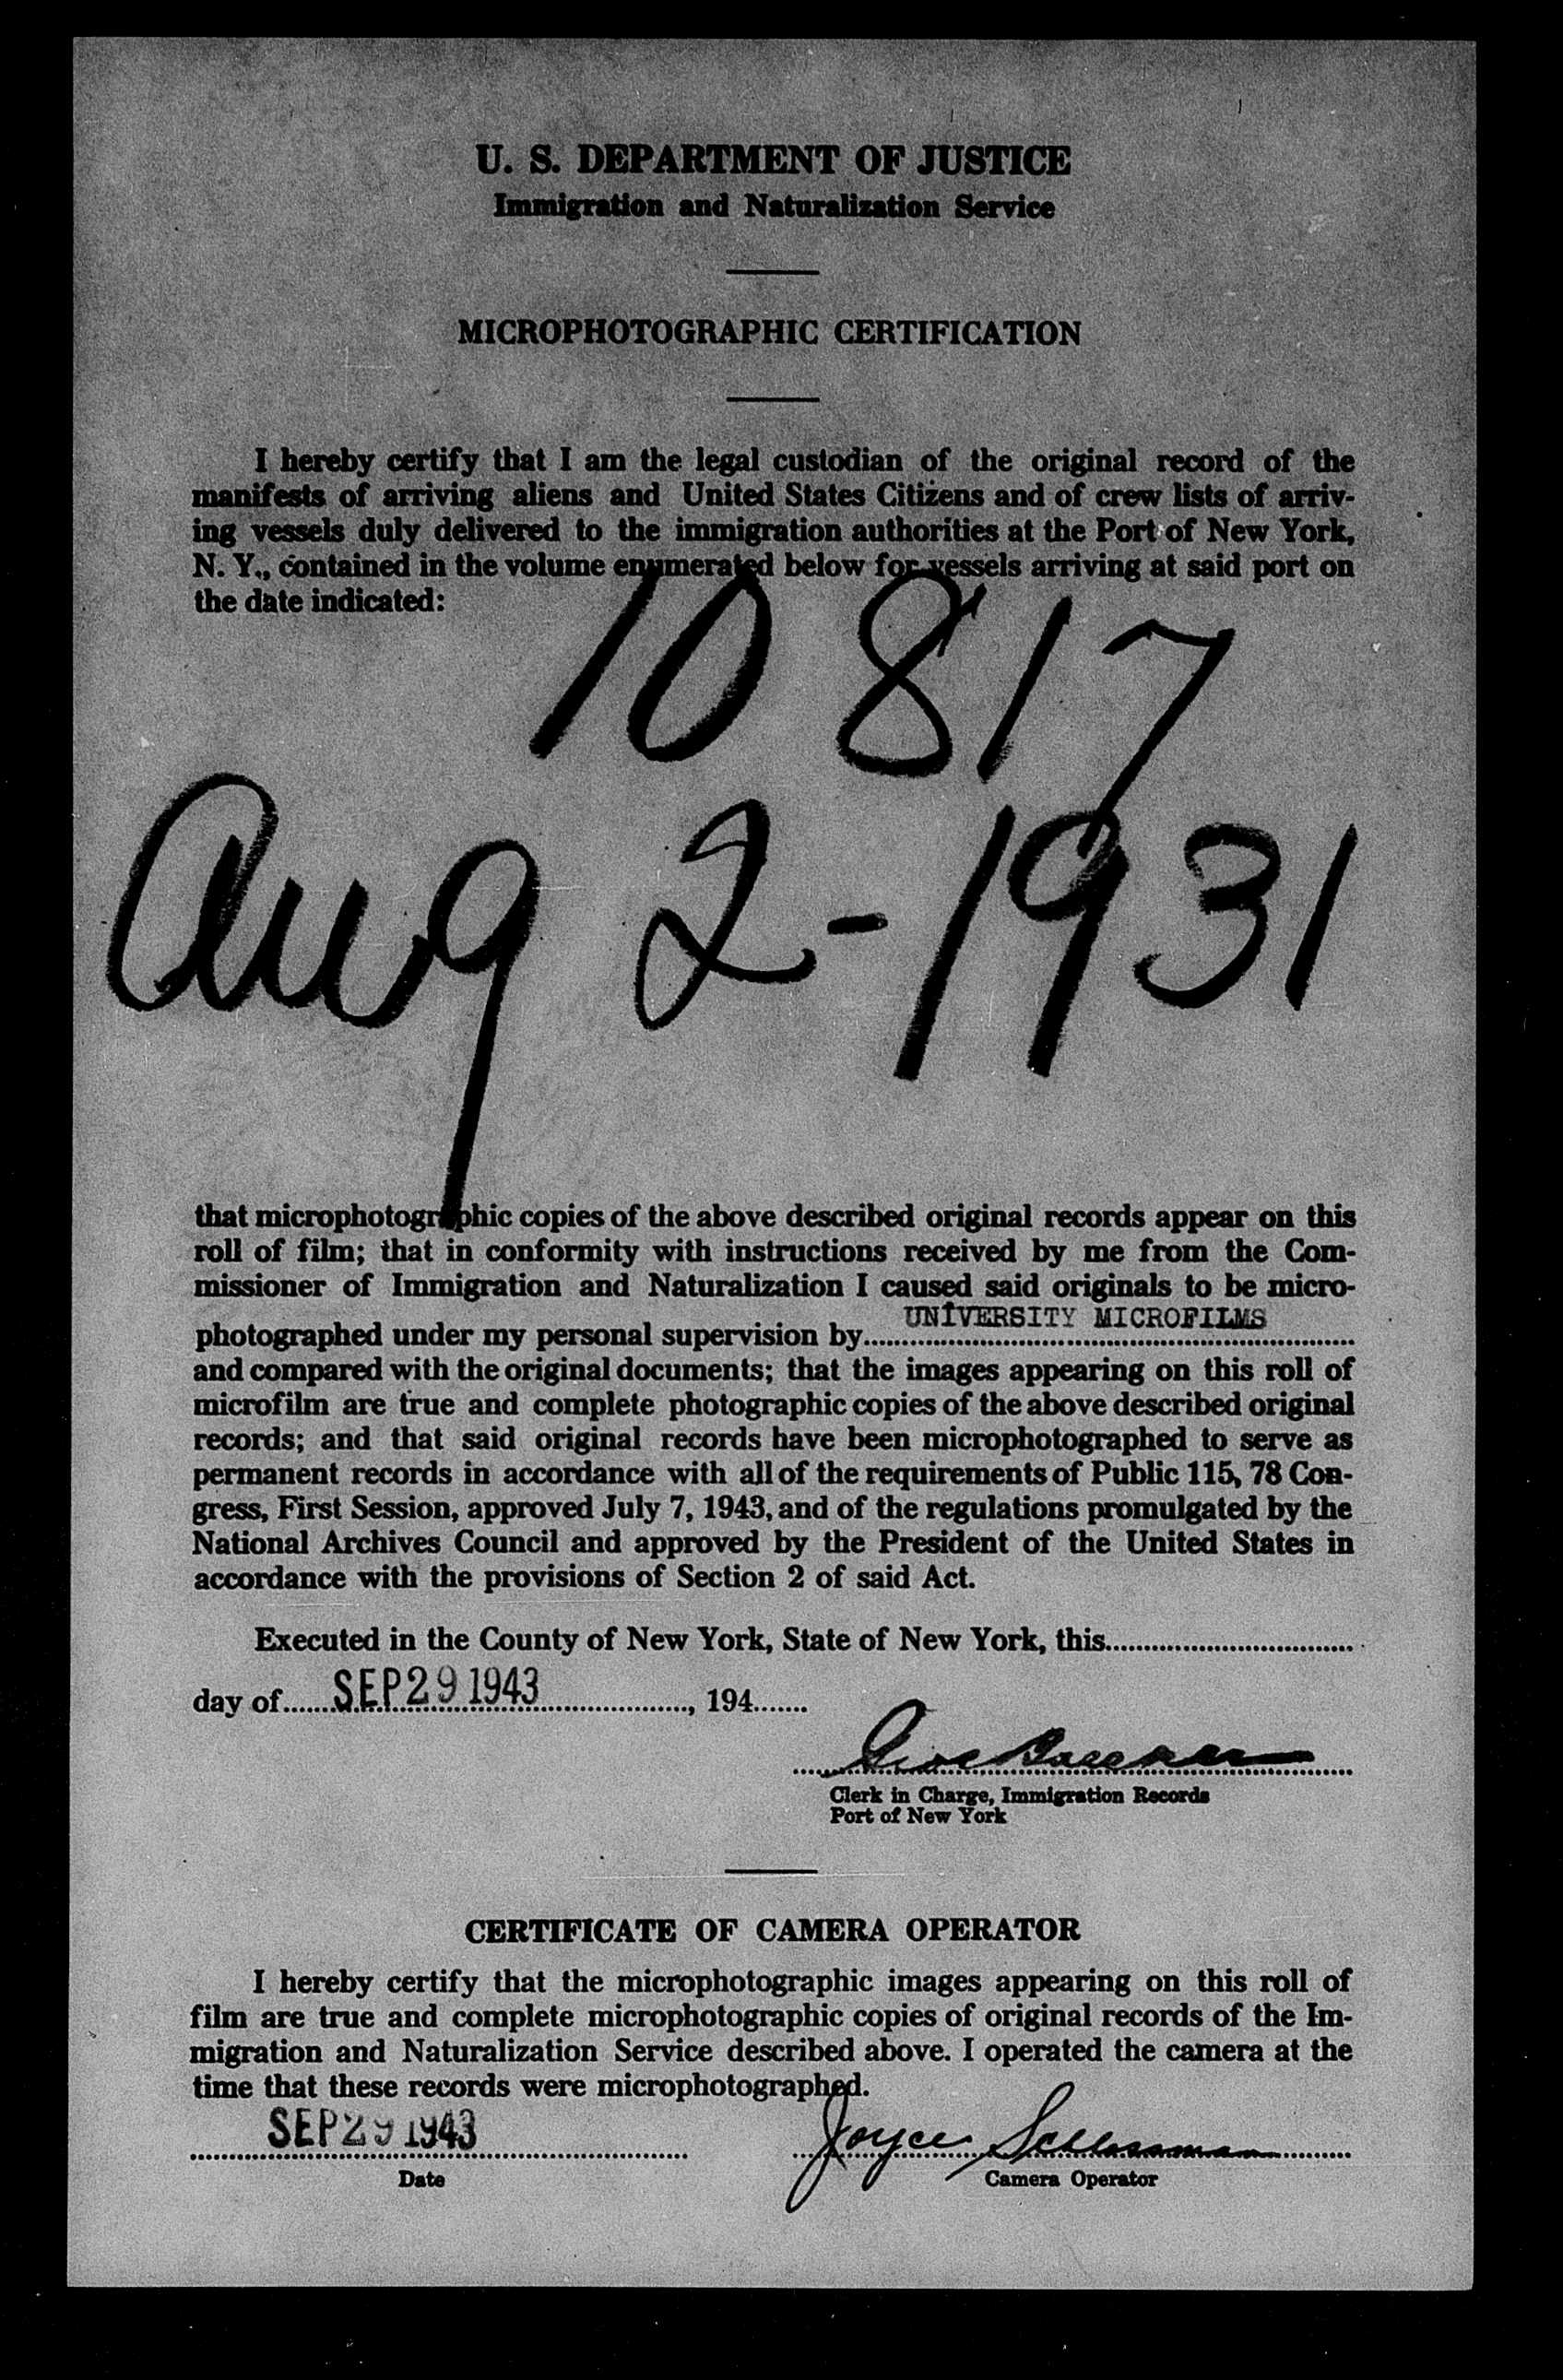 U. S. DEPARTMENT OF JUSTICE
Immigration and Naturalization Service
MICROPHOTOGRAPHIC CERTIFICATION
I hereby certify that I am the legal custodian of the original record of the
manifests of arriving aliens and United States Citizens and of crew lists of arriv-
ing vessels duly delivered to the immigration authorities at the Port of New York,
N. Y., contained in the volume enumerated below for vessels arriving at said port on
the date indicated:
10817
Aug 2-1931
that microphotographic copies of the above described original records appear on this
roll of film; that in conformity with instructions received by me from the Com-
missioner of Immigration and Naturalization I caused said originals to be micro-
photographed under my personal supervision by UNIVERSITY MICROFILMS
and compared with the original documents; that the images appearing on this roll of
microfilm are true and complete photographic copies of the above described original
records; and that said original records have been microphotographed to serve as
permanent records in accordance with all of the requirements of Public 115, 78 Con-
gress, First Session, approved July 7, 1943, and of the regulations promulgated by the
National Archives Council and approved by the President of the United States in
accordance with the provisions of Section 2 of said Act.
Executed in the County of New York, State of New York, this
day of SEP 29 1943, 194
Clerk in Charge, Immigration Records
Port of New York
CERTIFICATE OF CAMERA OPERATOR
I hereby certify that the microphotographic images appearing on this roll of
film are true and complete microphotographic copies of original records of the Im-
migration and Naturalization Service described above. I operated the camera at the
time that these records were microphotographed.
SEP 29 1943 Joyce
Date Camera Operator